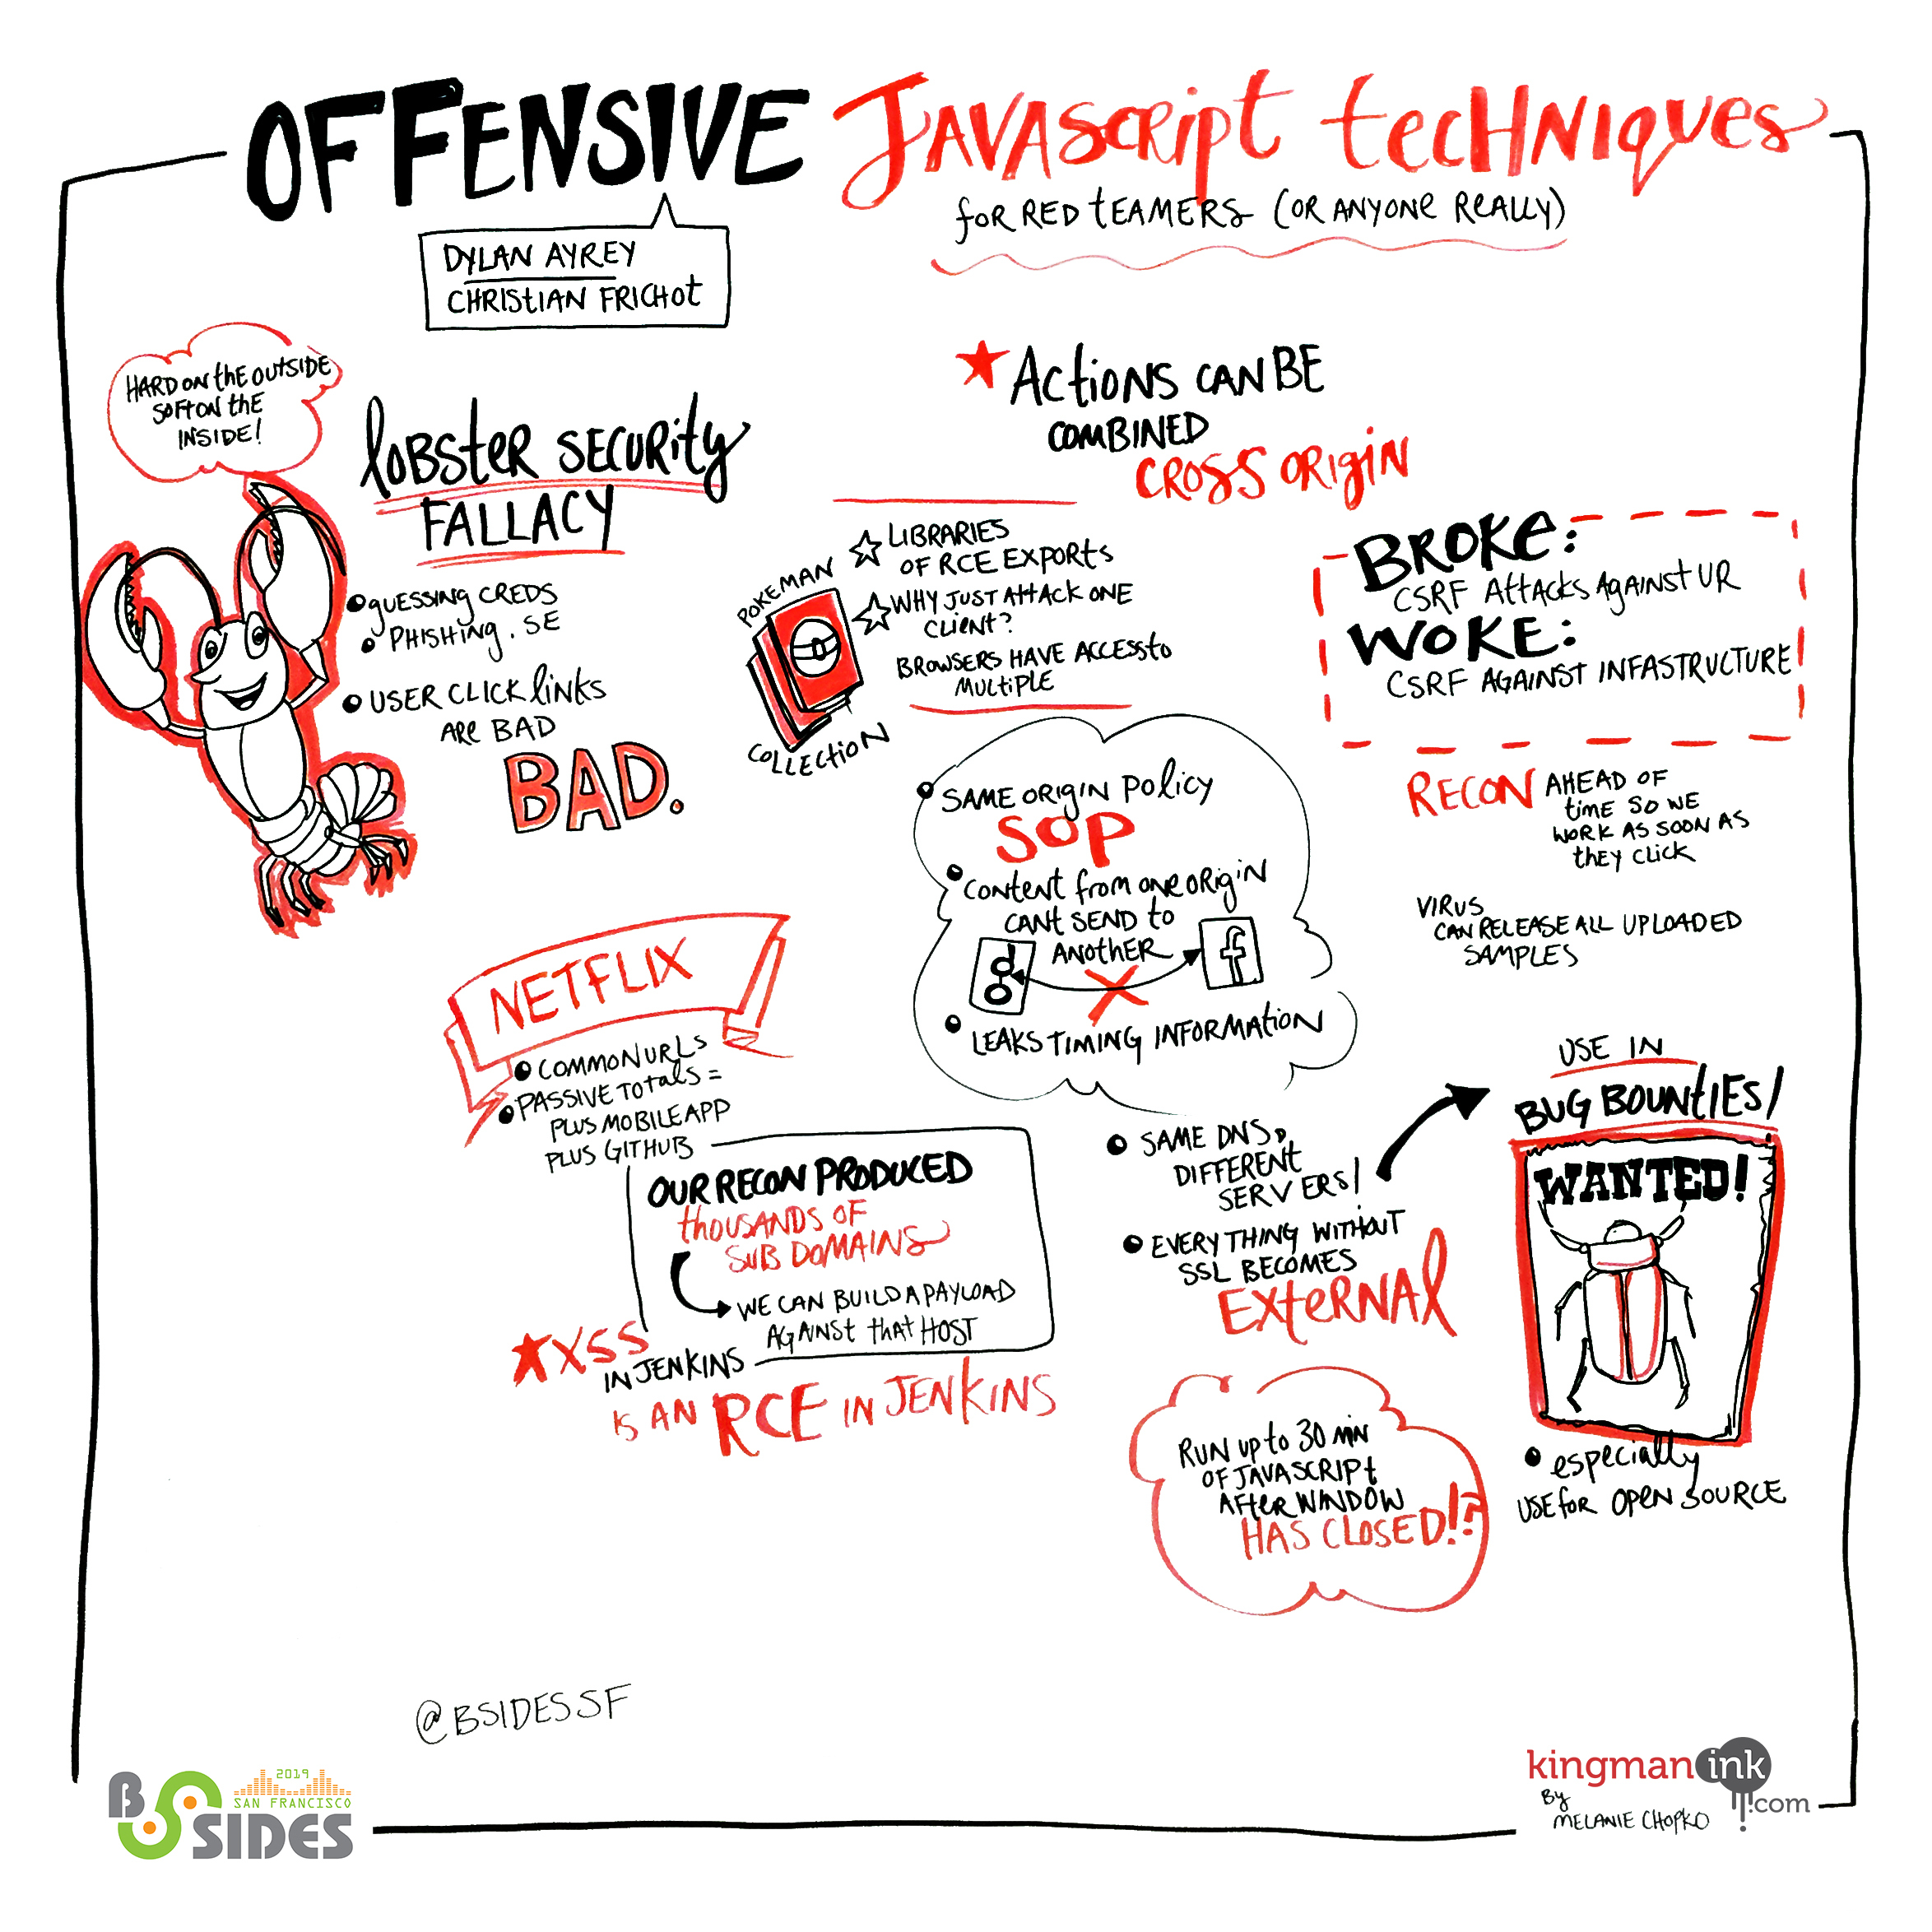 OFFENSIVE JAVAscript tecHNIques
for RED tEAMERS (OR ANYONE REALLY)
DYLAN AYREY
CHRIStIAN FRICHOt
HARD ON thE OUtSIDE
SOFt ON thE
INSIDE!
lOBSteR SECURity
FALLACY
guESSINg CREDS
PHISHINg. SE
USER CLICK lINKS
ARE BAD
BAD.
ActIONS CAN BE
COMBINED
CROSS ORIgIN
POKEMAN
COLLECtION
LIBRARIES
OF RCE EXPORtS
WHY JUST AttACK ONE
CLIENt?
BROWSERS HAVE ACCESS to
MULtIPLE
BROKE:
CSRF AttACKS AgAINSt UR
WOKE:
CSRF AGAINST INFASTRUCTURE!
RECON AHEAD OF
tIME SO WE
WORK AS SOON AS
thEY CLICK
VIRUS
CAN RELEASE ALL UPLOADED
SAMPLES
SAME ORIgIN POLICY
SOP
CONtENt from ONE ORIgIN
CANt SEND to
ANOthER
f
LEAKS TIMING INFORMAtION
NETFLIX
COMMON URLS
PASSIVE TOtALS =
PLUS MOBILE APP
PLUS GITHUB
OUR RECON PRODUCED
thOUSANDS OF
SUB DOMAINS
WE CAN BUILD A PAYLOAD
AGAINSt thAt HOST
XSS
IN JENKINS
IS AN RCE IN JENKINS
SAME DNS,
DIFFERENt
SERVERS!
EVERYTHING WITHOUT
SSL BECOMES
EXteRNAl
USE IN
BUG BOUNtIES!
WANTED!
especially
USE for OPEN SOURCE
RUN up to 30 MIN
OF JAVASCRIPt
AFtER WINDOW
HAS CLOSED!?
@BSIDESSF
B SIDES
2019
SAN FRANCISCO
kingmanink
.com
By
MELANIE CHOPKO